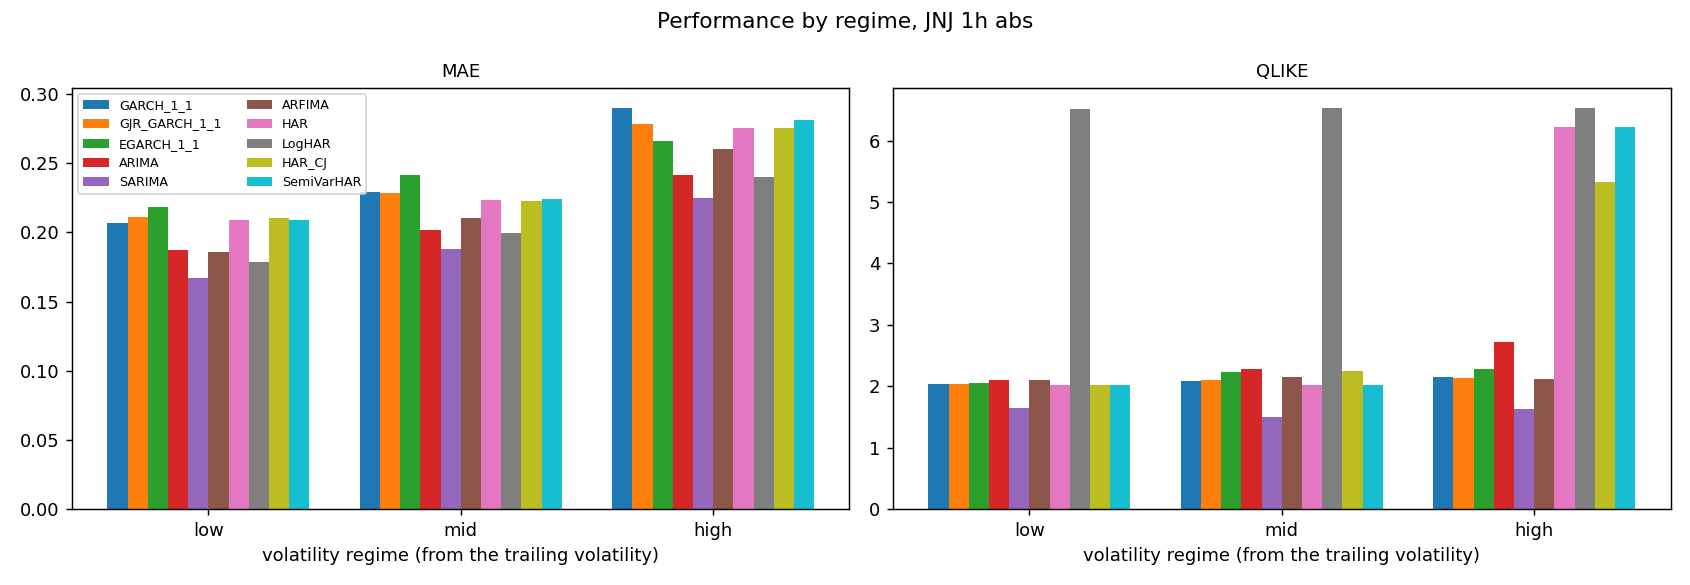 Performance by regime, JNJ 1h abs
MAE
0.30
0.25
0.20
0.15
0.10
0.05
0.00
GARCH_1_1
GJR_GARCH_1_1
EGARCH_1_1
ARIMA
SARIMA
ARFIMA
HAR
LogHAR
HAR_CJ
SemiVarHAR
low mid high
volatility regime (from the trailing volatility)
QLIKE
6
5
4
3
2
1
0
low mid high
volatility regime (from the trailing volatility)